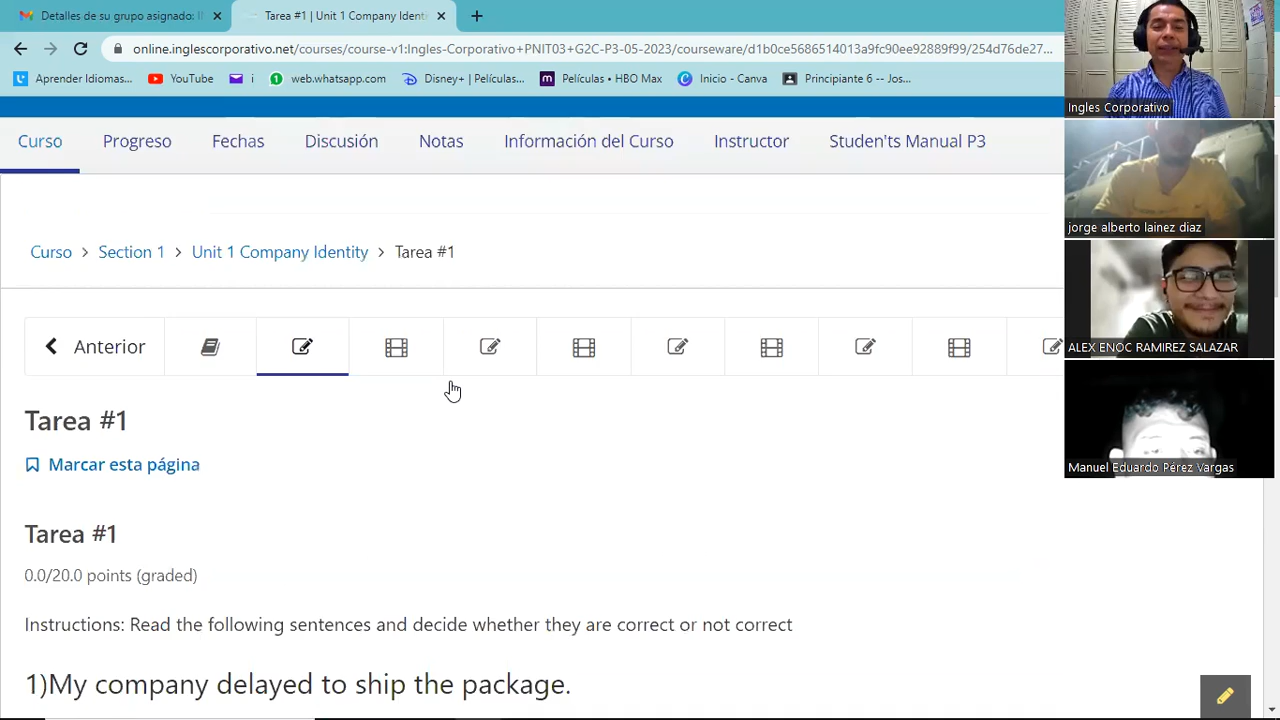 Detalles de su grupo asignado: I
Tarea #1 | Unit 1 Company Ident
online.inglescorporativo.net/courses/course-v1:Ingles-Corporativo+PNIT03+G2C-P3-05-2023/courseware/d1b0ce5836574013a9fc90ee92889ff9/254d76de27...
Aprender Idiomas...
YouTube
i
web.whatsapp.com
Disney+ | Películas...
Películas • HBO Max
Inicio - Canva
Principiante 6 -- Jos...
Curso
Progreso
Fechas
Discusión
Notas
Información del Curso
Instructor
Studen'ts Manual P3
Curso > Section 1 > Unit 1 Company Identity > Tarea #1
Anterior
Tarea #1
Marcar esta página
Tarea #1
0.0/20.0 points (graded)
Instructions: Read the following sentences and decide whether they are correct or not correct
1)My company delayed to ship the package.
Ingles Corporativo
jorge alberto lainez diaz
ALEX ENOC RAMIREZ SALAZAR
Manuel Eduardo Pérez Vargas